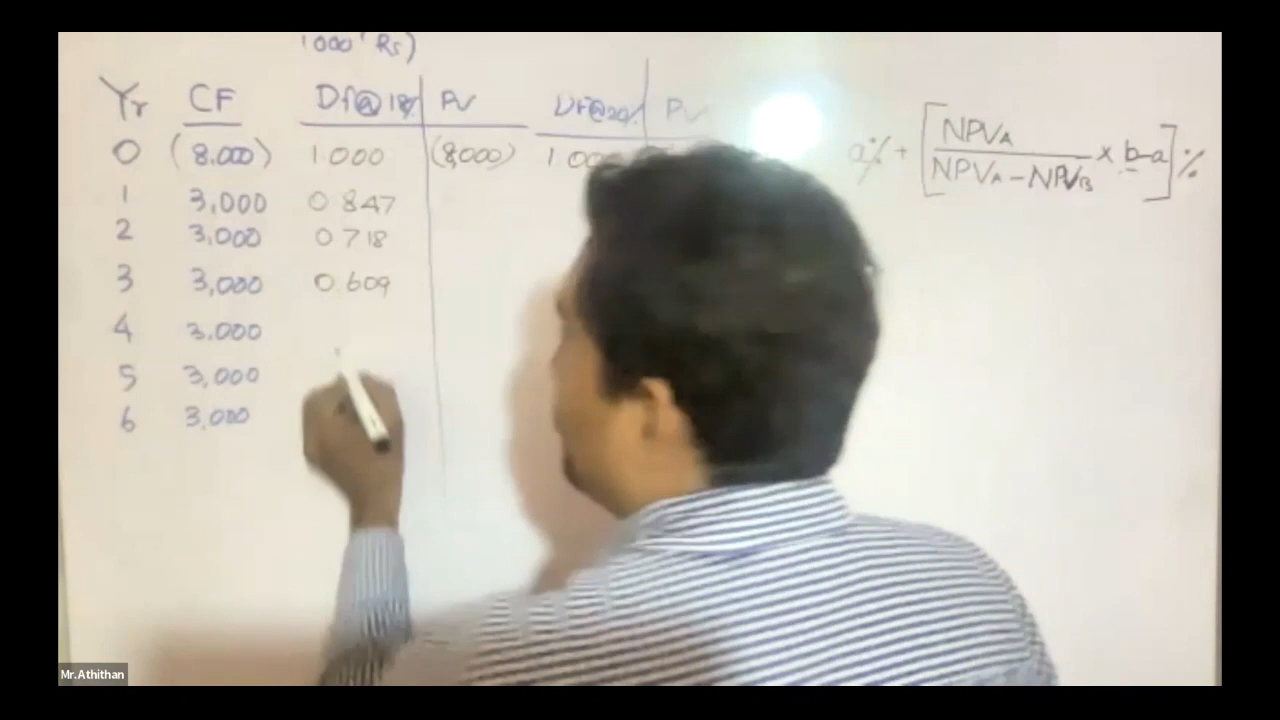 1000' Rs)
Yr CF Df@18% PV Df@20% PV
0 (8,000) 1.000 (8,000) 1.000
1 3,000 0.847
2 3,000 0.718
3 3,000 0.609
4 3,000
5 3,000
6 3,000
a% + [NPVA / NPVA - NPVB × b-a] %
Mr.Athithan